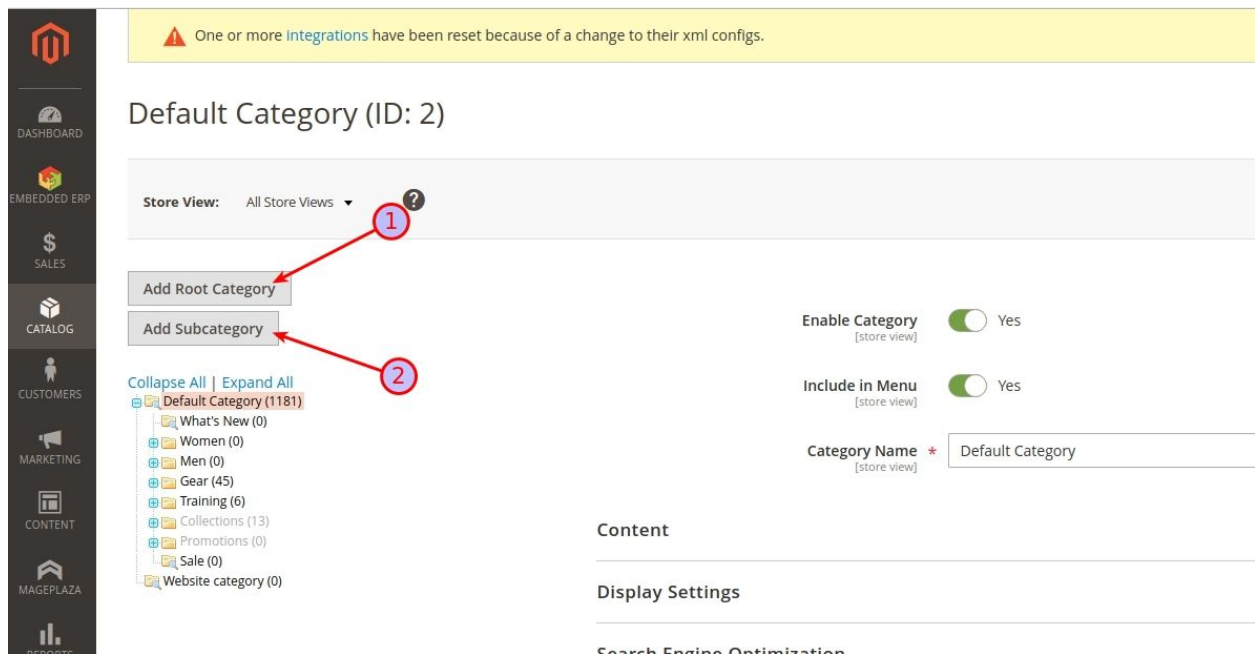 One or more integrations have been reset because of a change to their xml configs.
Default Category (ID: 2)
DASHBOARD
EMBEDDED ERP
$
SALES
CATALOG
CUSTOMERS
MARKETING
CONTENT
MAGEPLAZA
REPORTS
Store View: All Store Views ?
1
Add Root Category
Add Subcategory
2
Collapse All | Expand All
Default Category (1181)
What's New (0)
Women (0)
Men (0)
Gear (45)
Training (6)
Collections (13)
Promotions (0)
Sale (0)
Website category (0)
Enable Category Yes
[store view]
Include in Menu Yes
[store view]
Category Name * Default Category
[store view]
Content
Display Settings
Search Engine Optimization